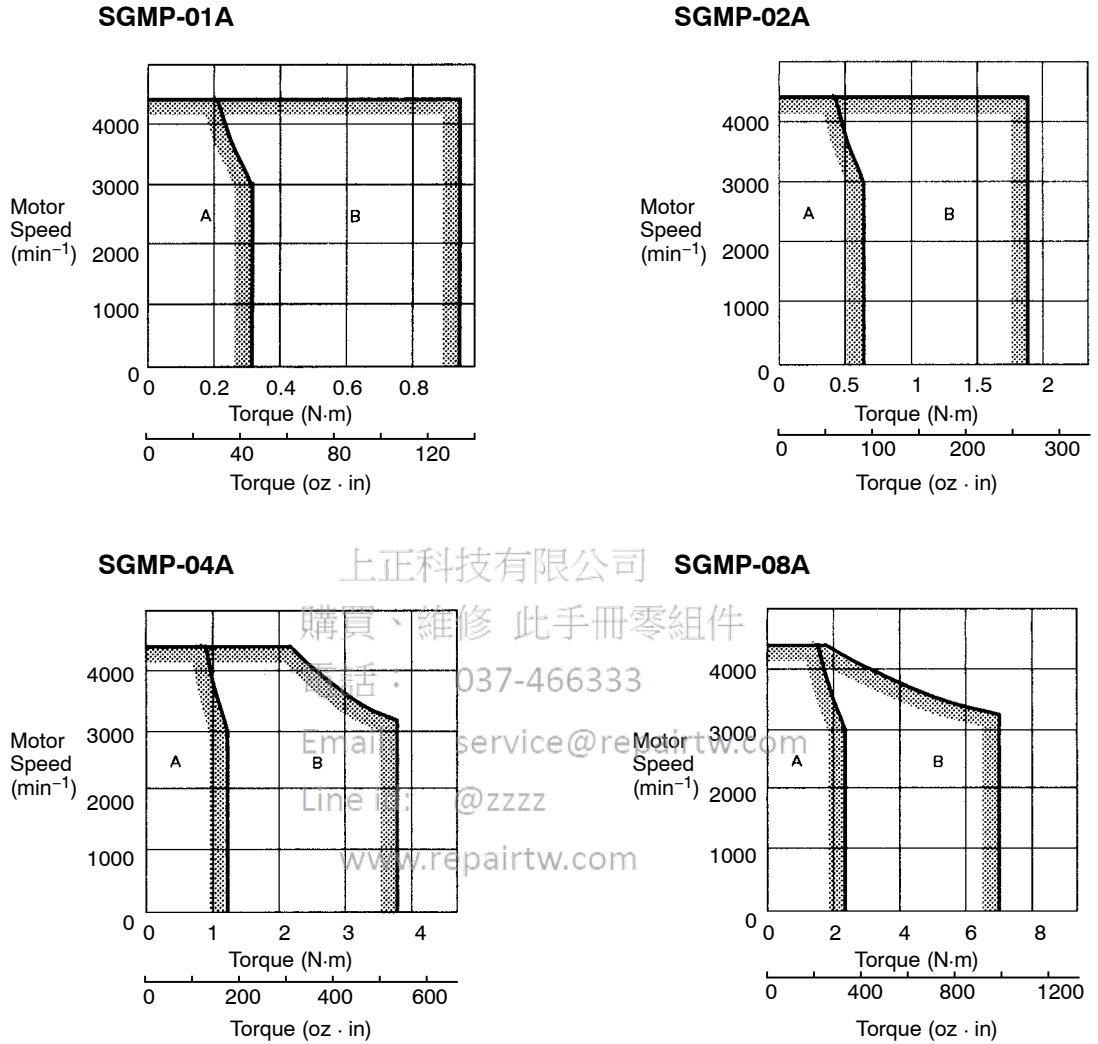 SGMP-01A
4000
3000
2000
1000
0
Motor
Speed
(min⁻¹)
A
B
0 0.2 0.4 0.6 0.8
Torque (N·m)
0 40 80 120
Torque (oz · in)
SGMP-02A
4000
3000
2000
1000
0
Motor
Speed
(min⁻¹)
A
B
0 0.5 1 1.5 2
Torque (N·m)
0 100 200 300
Torque (oz · in)
SGMP-04A
4000
3000
2000
1000
0
Motor
Speed
(min⁻¹)
A
B
0 1 2 3 4
Torque (N·m)
0 200 400 600
Torque (oz · in)
SGMP-08A
4000
3000
2000
1000
0
Motor
Speed
(min⁻¹)
A
B
0 2 4 6 8
Torque (N·m)
0 400 800 1200
Torque (oz · in)
上正科技有限公司
購買、維修 此手冊零組件
電話： 037-466333
Email: service@repairtw.com
Line id: @zzzz
www.repairtw.com